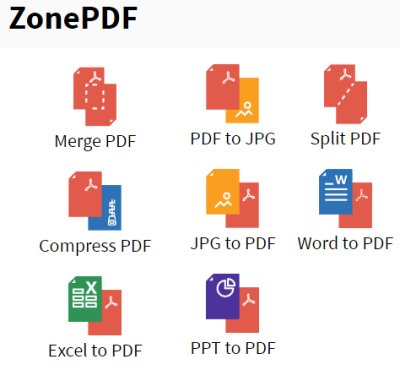 ZonePDF
Merge PDF
PDF to JPG
Split PDF
Compress PDF
JPG to PDF
Word to PDF
W
X
Excel to PDF
PPT to PDF